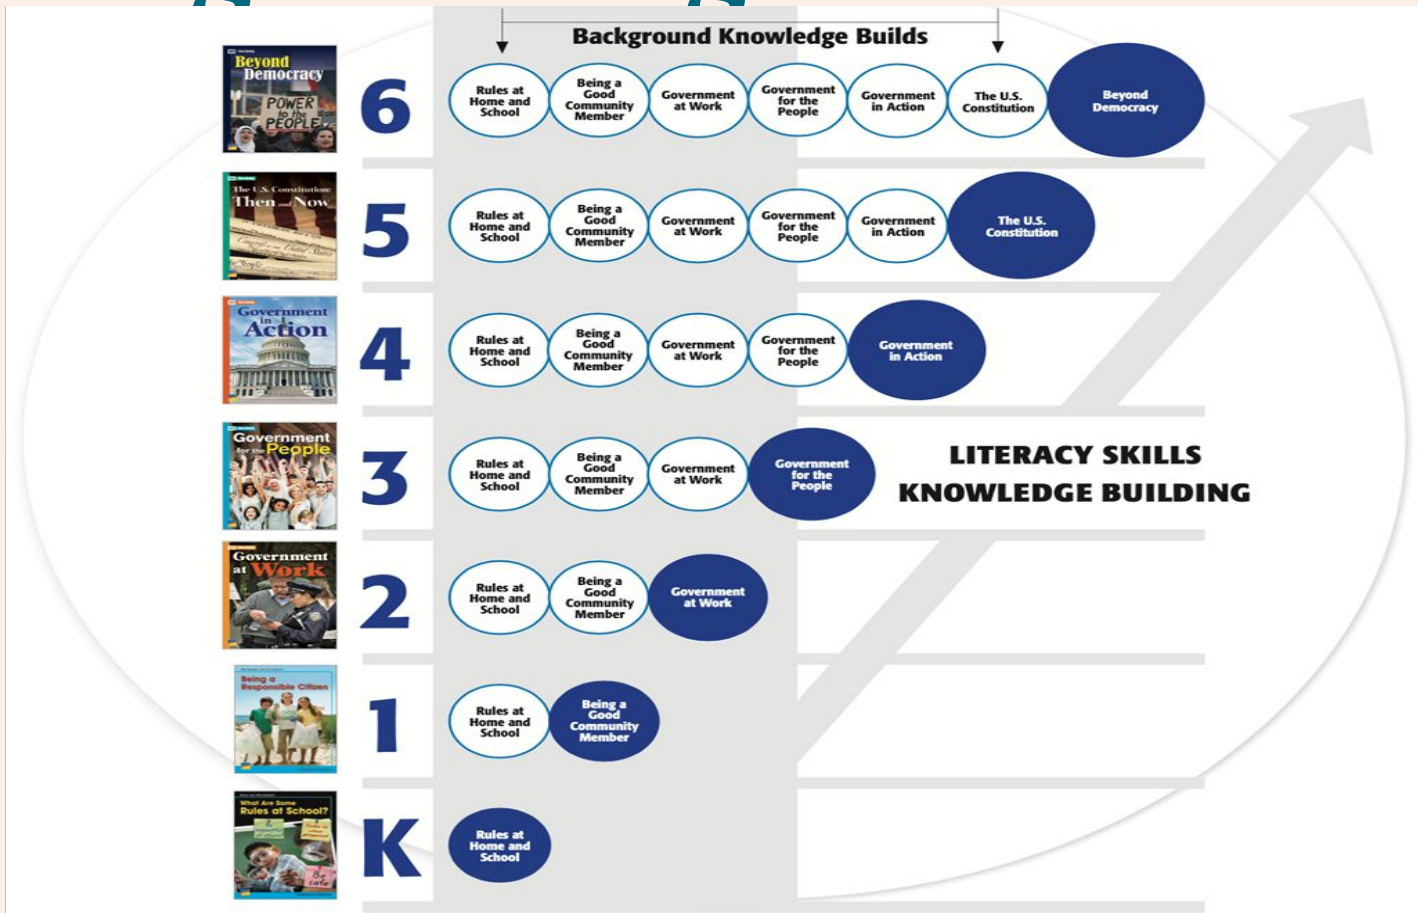 Background Knowledge Builds
Beyond
Democracy
POWER
to the
PEOPLE
6
Rules at
Home and
School
Being a
Good
Community
Member
Government
at Work
Government
for the
People
Government
in Action
The U.S.
Constitution
Beyond
Democracy
The U.S. Constitution:
Then and Now
5
Rules at
Home and
School
Being a
Good
Community
Member
Government
at Work
Government
for the
People
Government
in Action
The U.S.
Constitution
Government
in
Action
4
Rules at
Home and
School
Being a
Good
Community
Member
Government
at Work
Government
for the
People
Government
in Action
Government
for the People
3
Rules at
Home and
School
Being a
Good
Community
Member
Government
at Work
Government
for the
People
LITERACY SKILLS
KNOWLEDGE BUILDING
Government
at Work
2
Rules at
Home and
School
Being a
Good
Community
Member
Government
at Work
Being a
Responsible Citizen
1
Rules at
Home and
School
Being a
Good
Community
Member
What Are Some
Rules at School?
Be
safe
K
Rules at
Home and
School